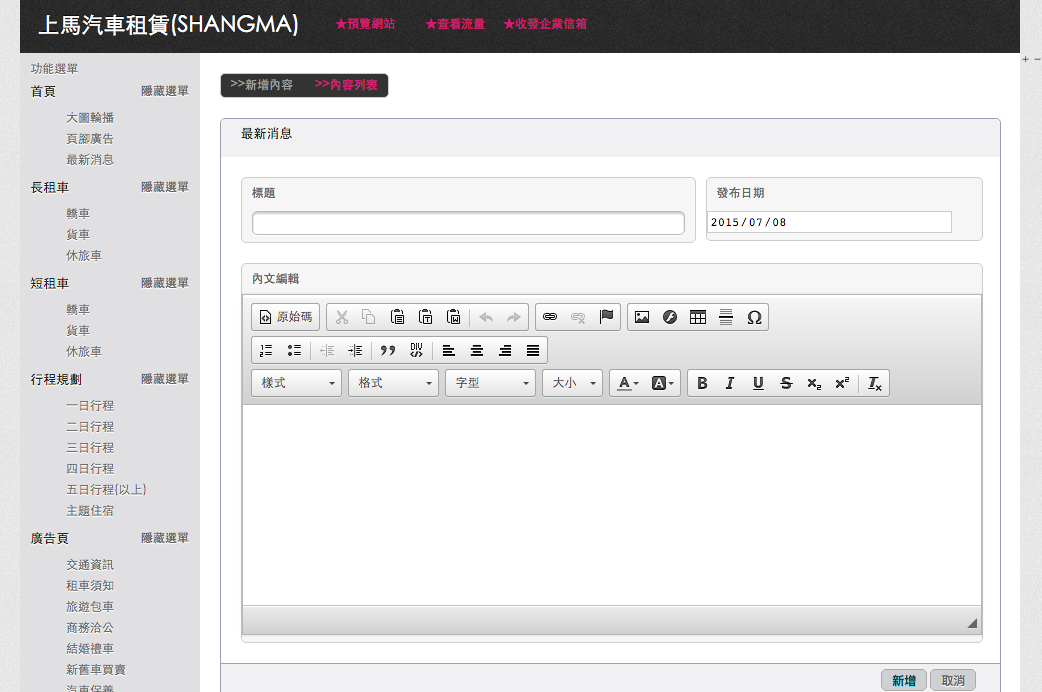 上馬汽車租賃(SHANGMA)
★預覽網站 ★查看流量 ★收發企業信箱
+ −
功能選單
首頁 隱藏選單
大圖輪播
頁腳廣告
最新消息
長租車 隱藏選單
轎車
貨車
休旅車
短租車 隱藏選單
轎車
貨車
休旅車
行程規劃 隱藏選單
一日行程
二日行程
三日行程
四日行程
五日行程(以上)
主題住宿
廣告頁 隱藏選單
交通資訊
租車須知
旅遊包車
商務洽公
結婚禮車
新舊車買賣
汽車保養
>>新增內容 >>內容列表
最新消息
標題
發布日期
2015/07/08
內文編輯
原始碼
DIV
樣式 格式 字型 大小 A A B I U S x₂ x² Tx
新增 取消